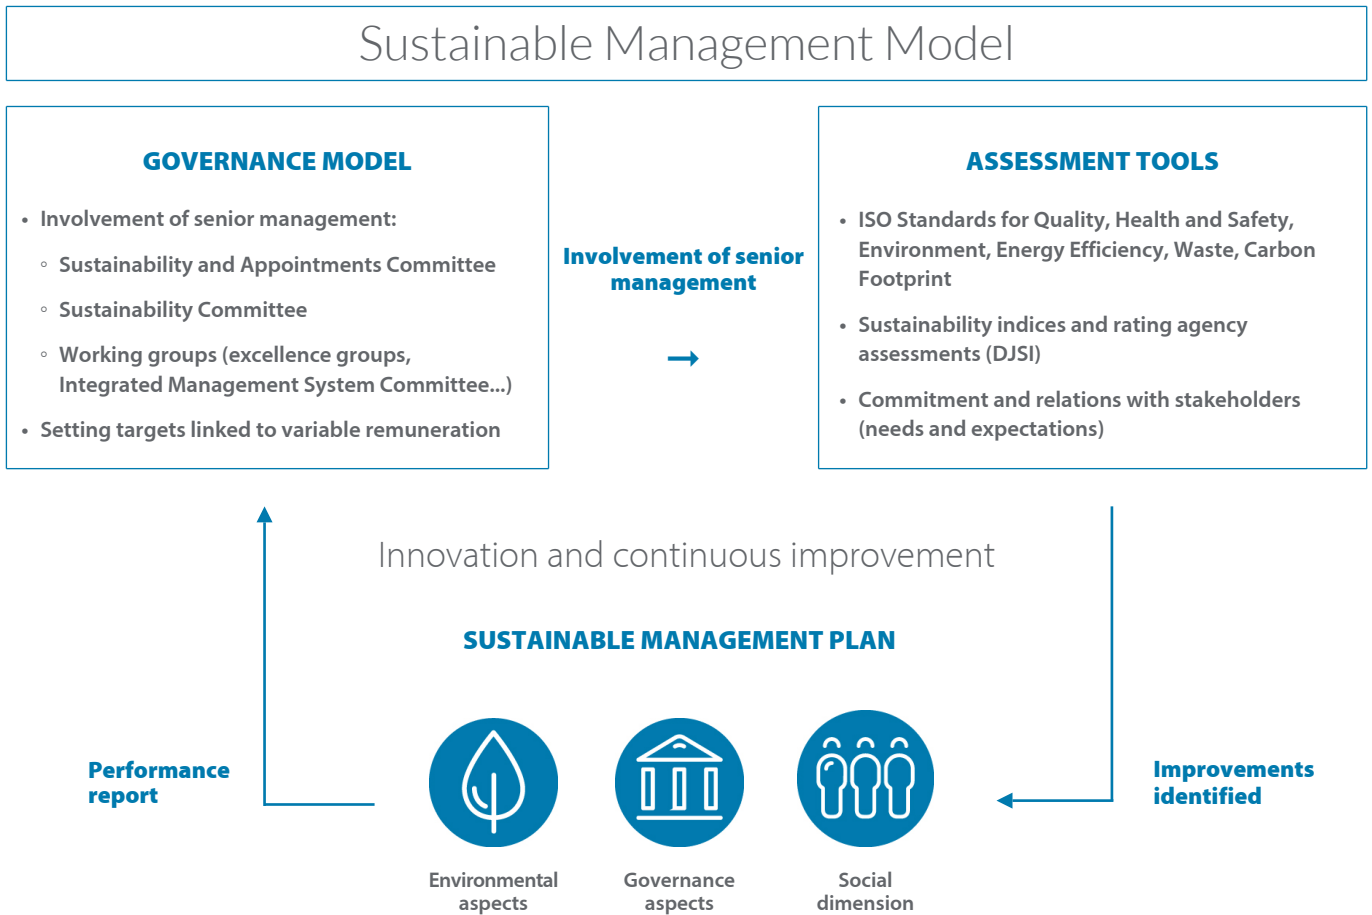 Sustainable Management Model
GOVERNANCE MODEL
• Involvement of senior management:
◦ Sustainability and Appointments Committee
◦ Sustainability Committee
◦ Working groups (excellence groups,
Integrated Management System Committee...)
• Setting targets linked to variable remuneration
Involvement of senior
management
ASSESSMENT TOOLS
• ISO Standards for Quality, Health and Safety,
Environment, Energy Efficiency, Waste, Carbon
Footprint
• Sustainability indices and rating agency
assessments (DJSI)
• Commitment and relations with stakeholders
(needs and expectations)
Innovation and continuous improvement
SUSTAINABLE MANAGEMENT PLAN
Performance
report
Improvements
identified
Environmental
aspects
Governance
aspects
Social
dimension